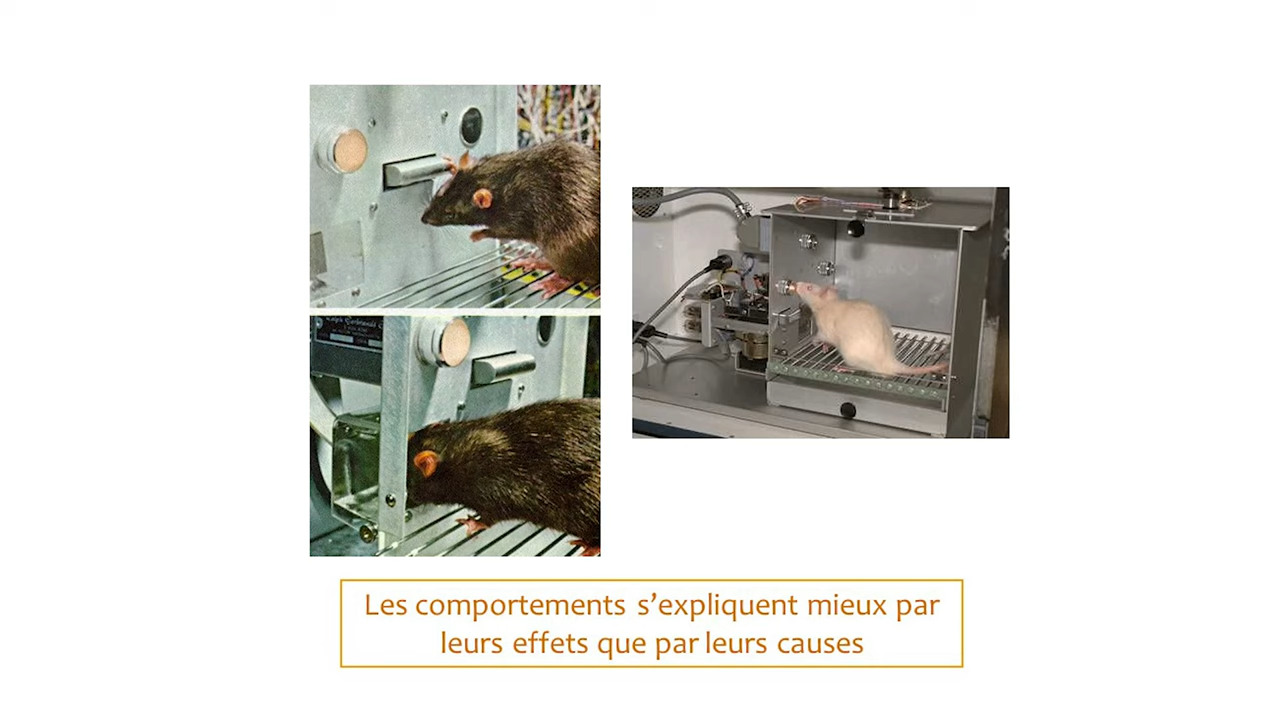 Les comportements s’expliquent mieux par
leurs effets que par leurs causes